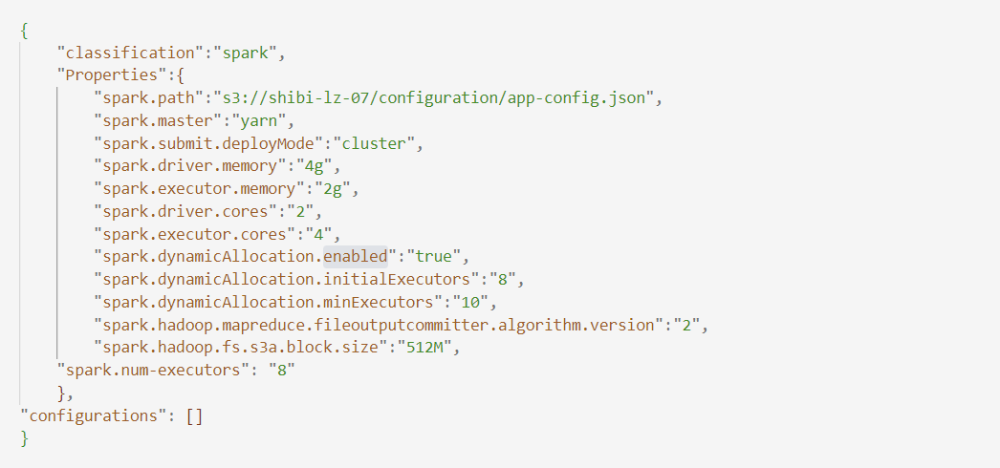 {
"classification":"spark",
"Properties":{
"spark.path":"s3://shibi-lz-07/configuration/app-config.json",
"spark.master":"yarn",
"spark.submit.deployMode":"cluster",
"spark.driver.memory":"4g",
"spark.executor.memory":"2g",
"spark.driver.cores":"2",
"spark.executor.cores":"4",
"spark.dynamicAllocation.enabled":"true",
"spark.dynamicAllocation.initialExecutors":"8",
"spark.dynamicAllocation.minExecutors":"10",
"spark.hadoop.mapreduce.fileoutputcommitter.algorithm.version":"2",
"spark.hadoop.fs.s3a.block.size":"512M",
"spark.num-executors": "8"
},
"configurations": []
}